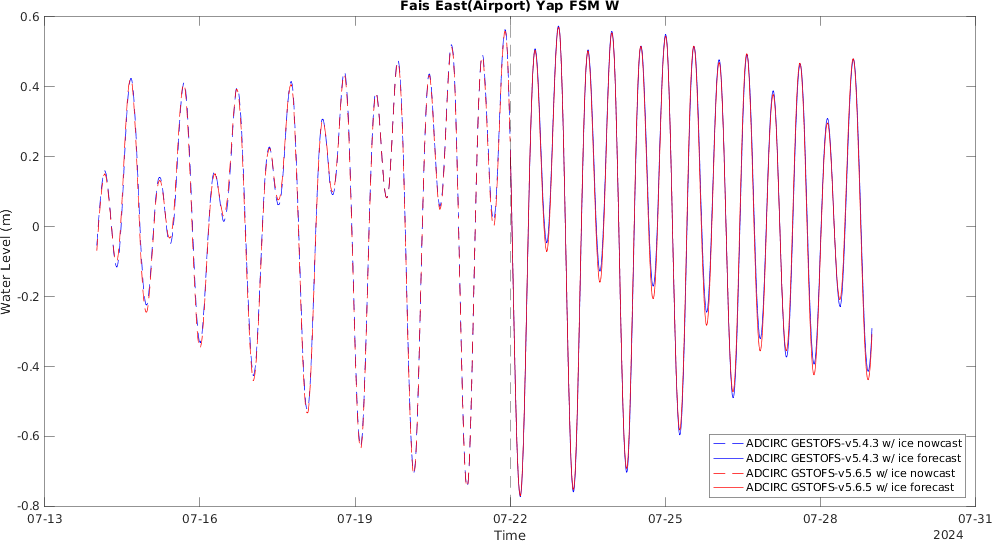 Fais East(Airport) Yap FSM W
0.6
0.4
0.2
0
-0.2
-0.4
-0.6
-0.8
Water Level (m)
ADCIRC GESTOFS-v5.4.3 w/ ice nowcast
ADCIRC GESTOFS-v5.4.3 w/ ice forecast
ADCIRC GSTOFS-v5.6.5 w/ ice nowcast
ADCIRC GSTOFS-v5.6.5 w/ ice forecast
07-13 07-16 07-19 07-22 07-25 07-28 07-31
Time
2024